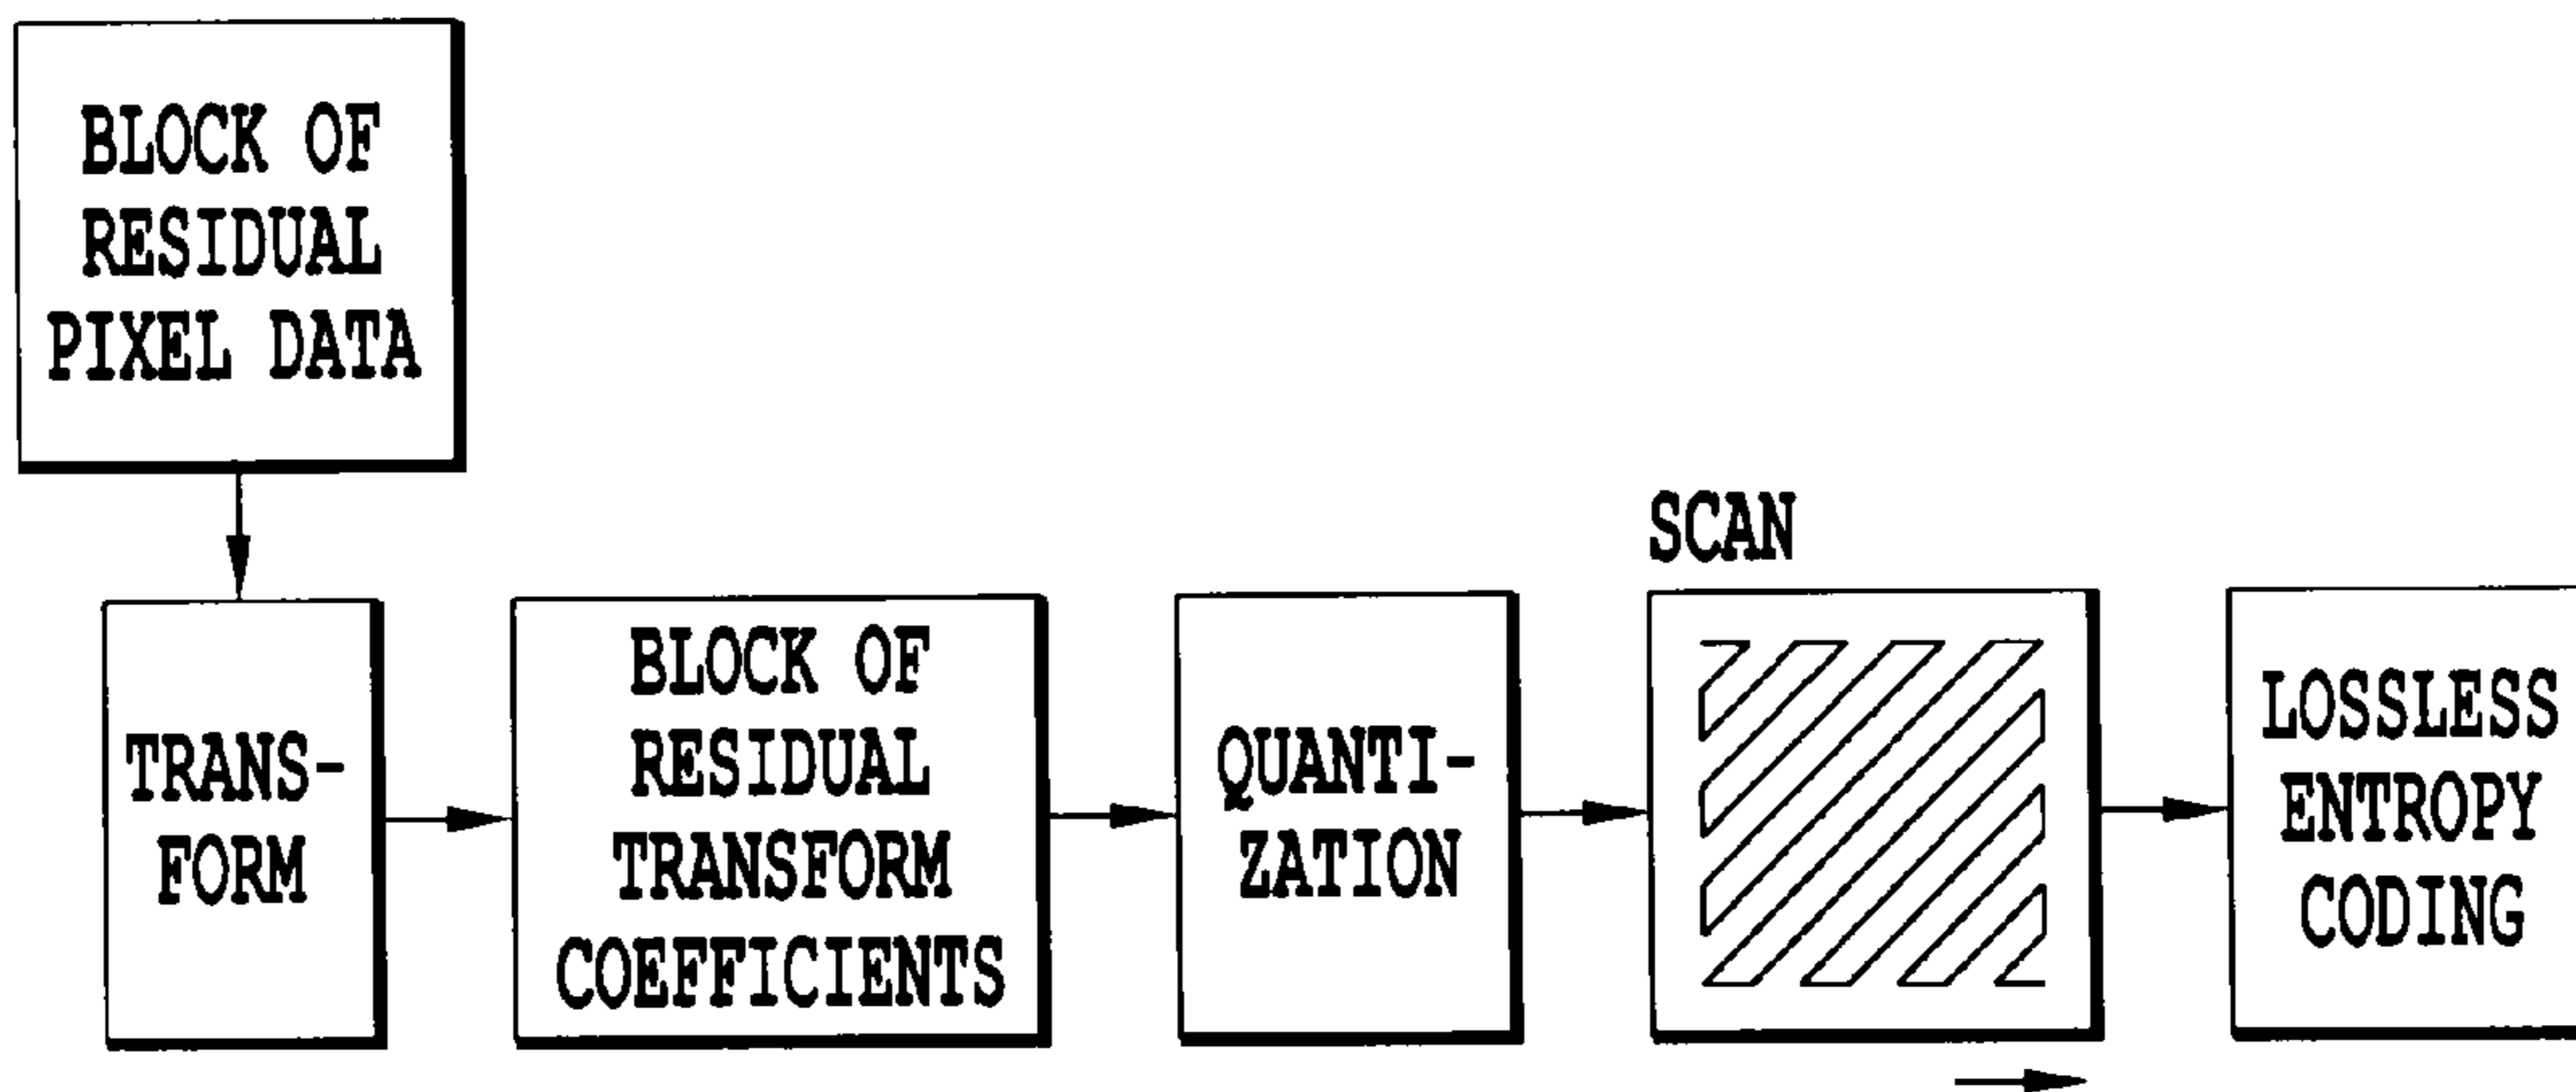 BLOCK OF
RESIDUAL
PIXEL DATA
TRANS-
FORM
BLOCK OF
RESIDUAL
TRANSFORM
COEFFICIENTS
QUANTI-
ZATION
SCAN
LOSSLESS
ENTROPY
CODING